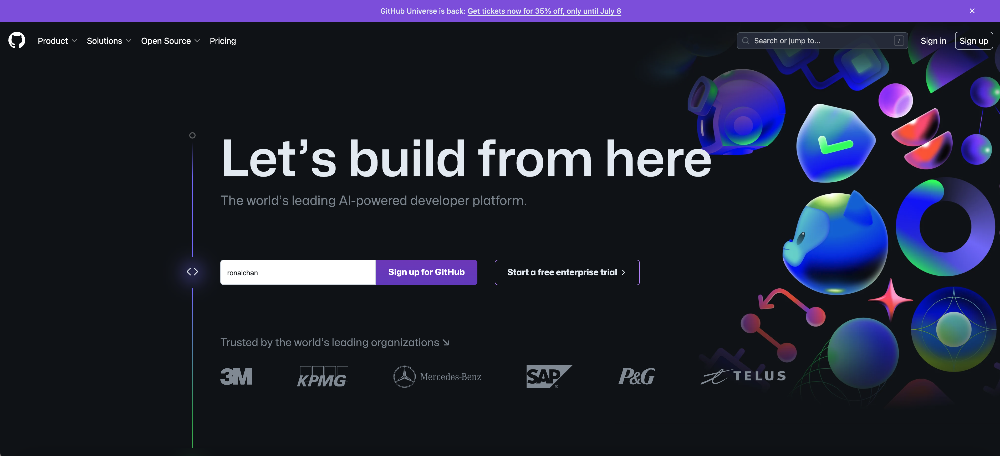 GitHub Universe is back: Get tickets now for 35% off, only until July 8
Product Solutions Open Source Pricing Search or jump to... / Sign in Sign up
Let’s build from here
The world’s leading AI-powered developer platform.
ronalchan Sign up for GitHub Start a free enterprise trial
Trusted by the world’s leading organizations
3M KPMG Mercedes-Benz SAP® P&G TELUS